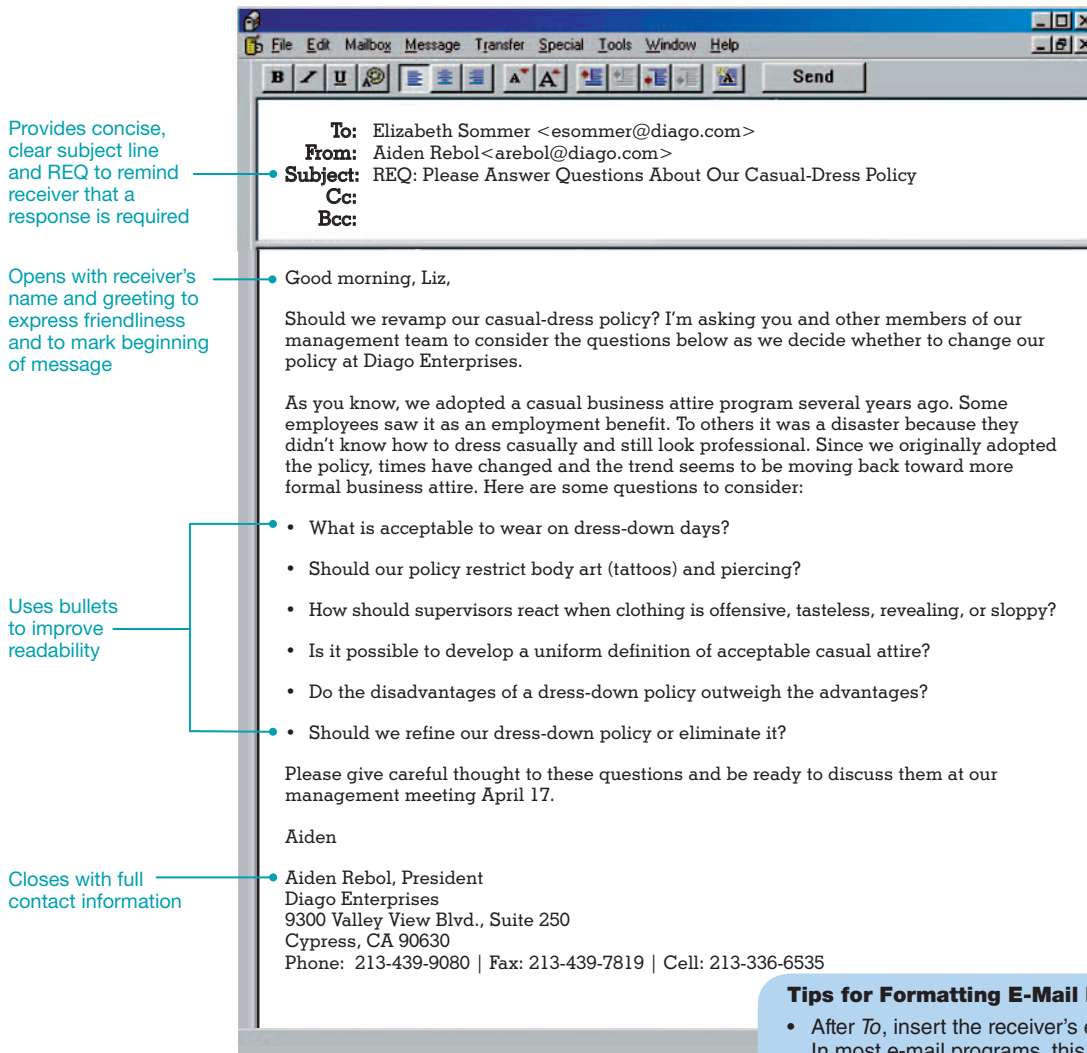 File Edit Mailbox Message Transfer Special Tools Window Help
B I U A A Send
Provides concise,
clear subject line
and REQ to remind
receiver that a
response is required
To: Elizabeth Sommer <esommer@diago.com>
From: Aiden Rebol<arebol@diago.com>
Subject: REQ: Please Answer Questions About Our Casual-Dress Policy
Cc:
Bcc:
Opens with receiver's
name and greeting to
express friendliness
and to mark beginning
of message
Good morning, Liz,
Should we revamp our casual-dress policy? I'm asking you and other members of our
management team to consider the questions below as we decide whether to change our
policy at Diago Enterprises.
As you know, we adopted a casual business attire program several years ago. Some
employees saw it as an employment benefit. To others it was a disaster because they
didn't know how to dress casually and still look professional. Since we originally adopted
the policy, times have changed and the trend seems to be moving back toward more
formal business attire. Here are some questions to consider:
Uses bullets
to improve
readability
• What is acceptable to wear on dress-down days?
• Should our policy restrict body art (tattoos) and piercing?
• How should supervisors react when clothing is offensive, tasteless, revealing, or sloppy?
• Is it possible to develop a uniform definition of acceptable casual attire?
• Do the disadvantages of a dress-down policy outweigh the advantages?
• Should we refine our dress-down policy or eliminate it?
Please give careful thought to these questions and be ready to discuss them at our
management meeting April 17.
Aiden
Closes with full
contact information
Aiden Rebol, President
Diago Enterprises
9300 Valley View Blvd., Suite 250
Cypress, CA 90630
Phone: 213-439-9080 | Fax: 213-439-7819 | Cell: 213-336-6535
Tips for Formatting E-Mail
• After To, insert the receiver's
In most e-mail programs, this